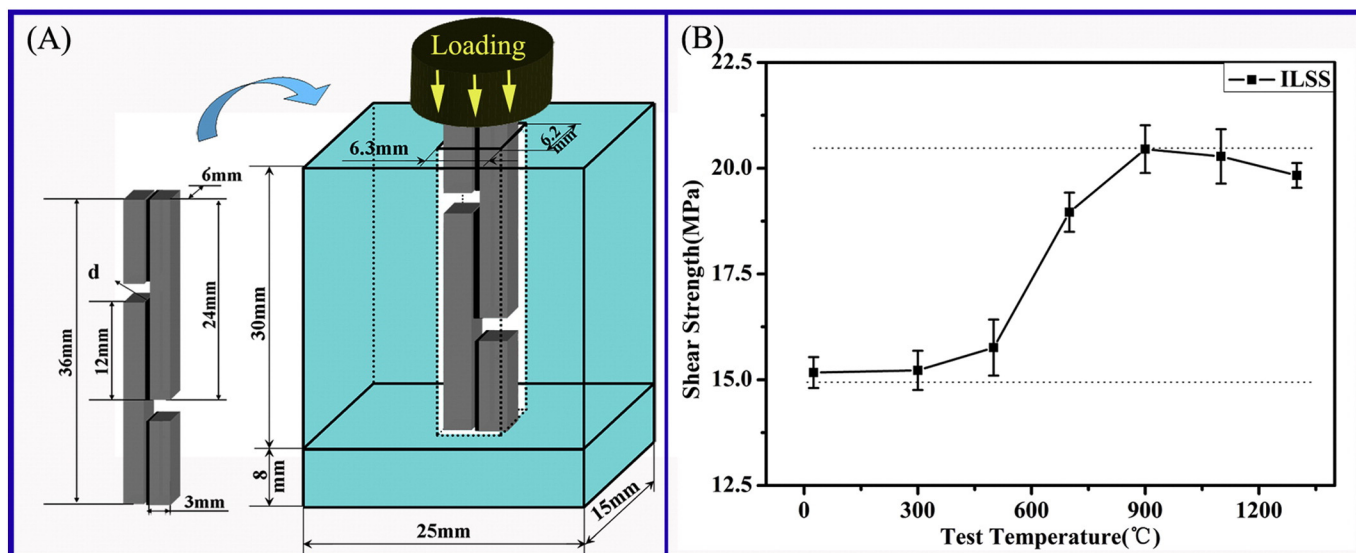 (A)
Loading
6.3mm
6.2
mm
6mm
d
36mm
12mm
24mm
3mm
30mm
8
mm
25mm
15mm
(B)
ILSS
Shear Strength(MPa)
22.5
20.0
17.5
15.0
12.5
0 300 600 900 1200
Test Temperature(℃)